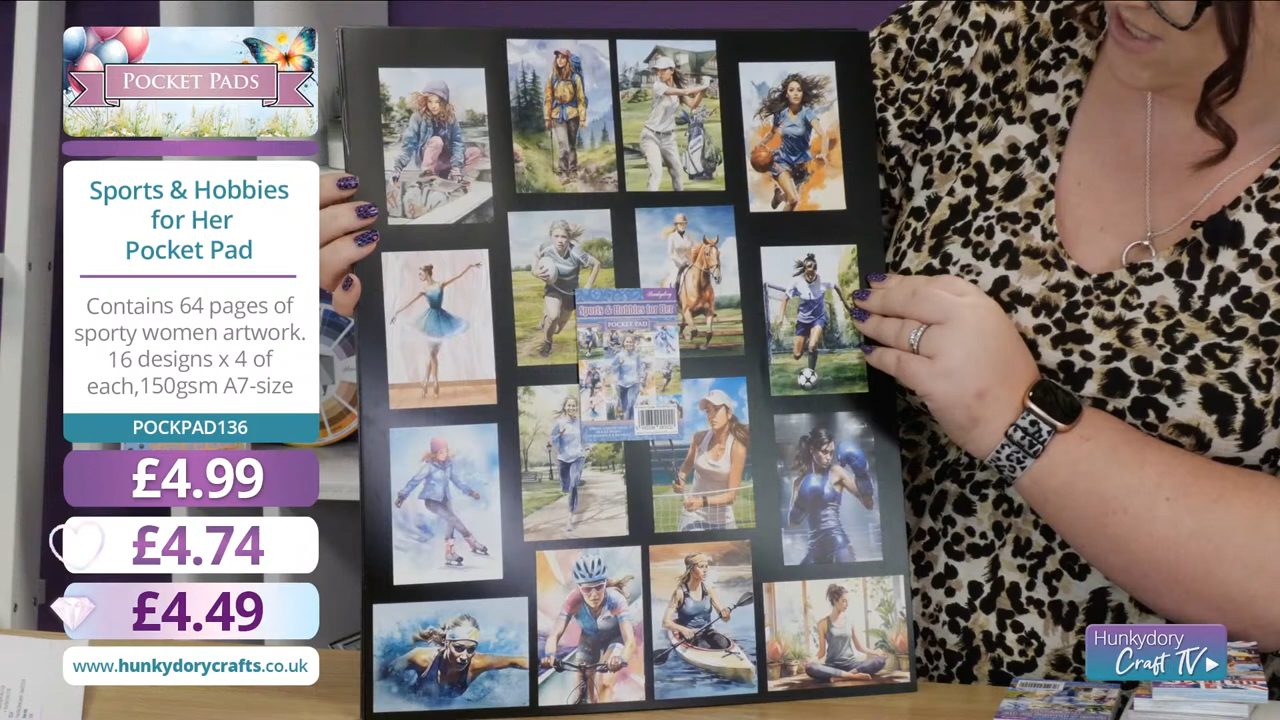 POCKET PADS
Sports & Hobbies
for Her
Pocket Pad
Contains 64 pages of
sporty women artwork.
16 designs x 4 of
each,150gsm A7-size
POCKPAD136
£4.99
£4.74
£4.49
www.hunkydorycrafts.co.uk
Hunkydory
Sports & Hobbies for Her
POCKET PAD
Hunkydory
Craft TV